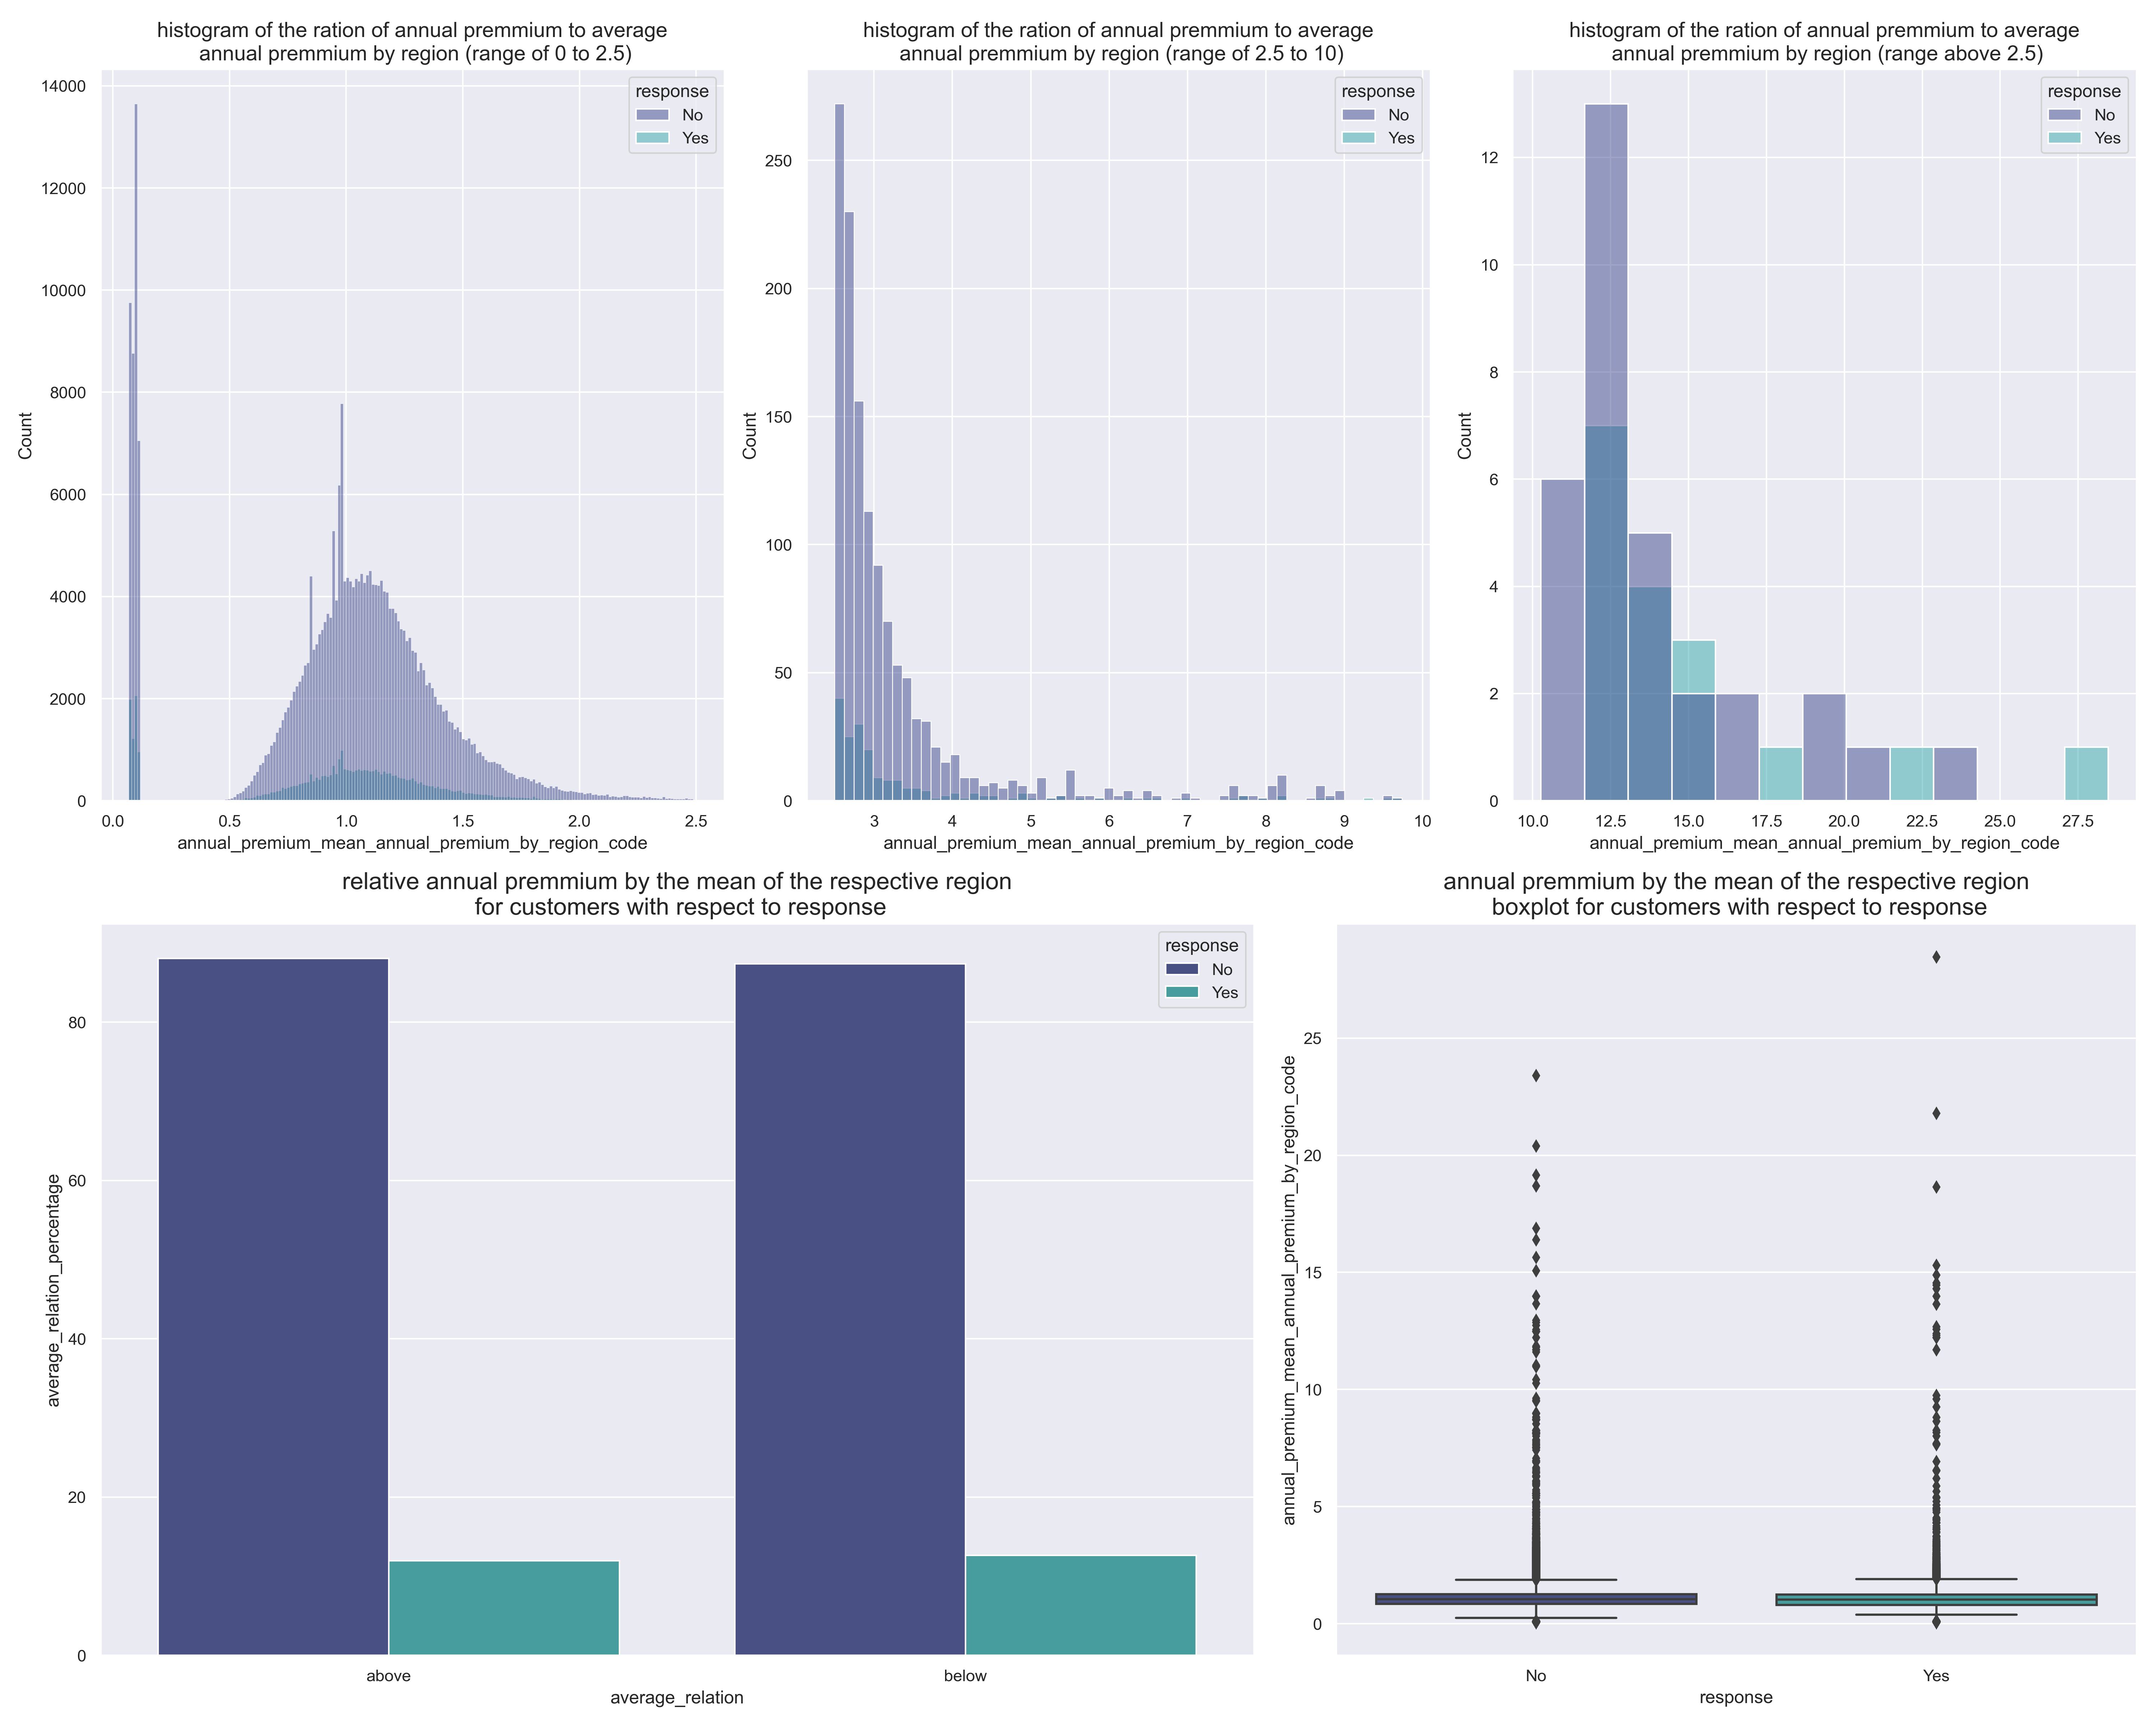 histogram of the ration of annual premmium to average
annual premmium by region (range of 0 to 2.5)
response
No
Yes
14000
12000
10000
8000
6000
4000
2000
0
Count
0.0 0.5 1.0 1.5 2.0 2.5
annual_premium_mean_annual_premium_by_region_code
histogram of the ration of annual premmium to average
annual premmium by region (range of 2.5 to 10)
response
No
Yes
250
200
150
100
50
0
Count
3 4 5 6 7 8 9 10
annual_premium_mean_annual_premium_by_region_code
histogram of the ration of annual premmium to average
annual premmium by region (range above 2.5)
response
No
Yes
12
10
8
6
4
2
0
Count
10.0 12.5 15.0 17.5 20.0 22.5 25.0 27.5
annual_premium_mean_annual_premium_by_region_code
relative annual premmium by the mean of the respective region
for customers with respect to response
response
No
Yes
80
60
40
20
0
average_relation_percentage
above below
average_relation
annual premmium by the mean of the respective region
boxplot for customers with respect to response
25
20
15
10
5
0
annual_premium_mean_annual_premium_by_region_code
No Yes
response